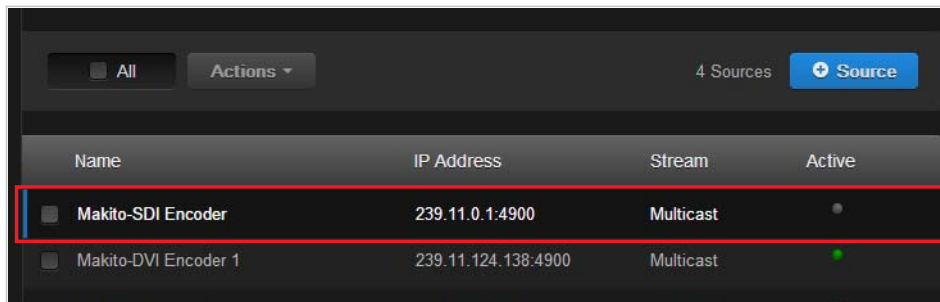 All Actions 4 Sources Source
Name IP Address Stream Active
Makito-SDI Encoder 239.11.0.1:4900 Multicast
Makito-DVI Encoder 1 239.11.124.138:4900 Multicast